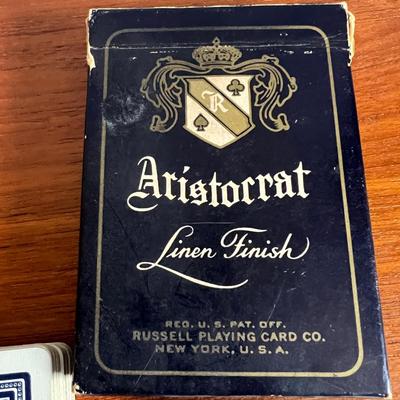 R
Aristocrat
Linen Finish
REG. U. S. PAT. OFF.
RUSSELL PLAYING CARD CO.
NEW YORK, U. S. A.